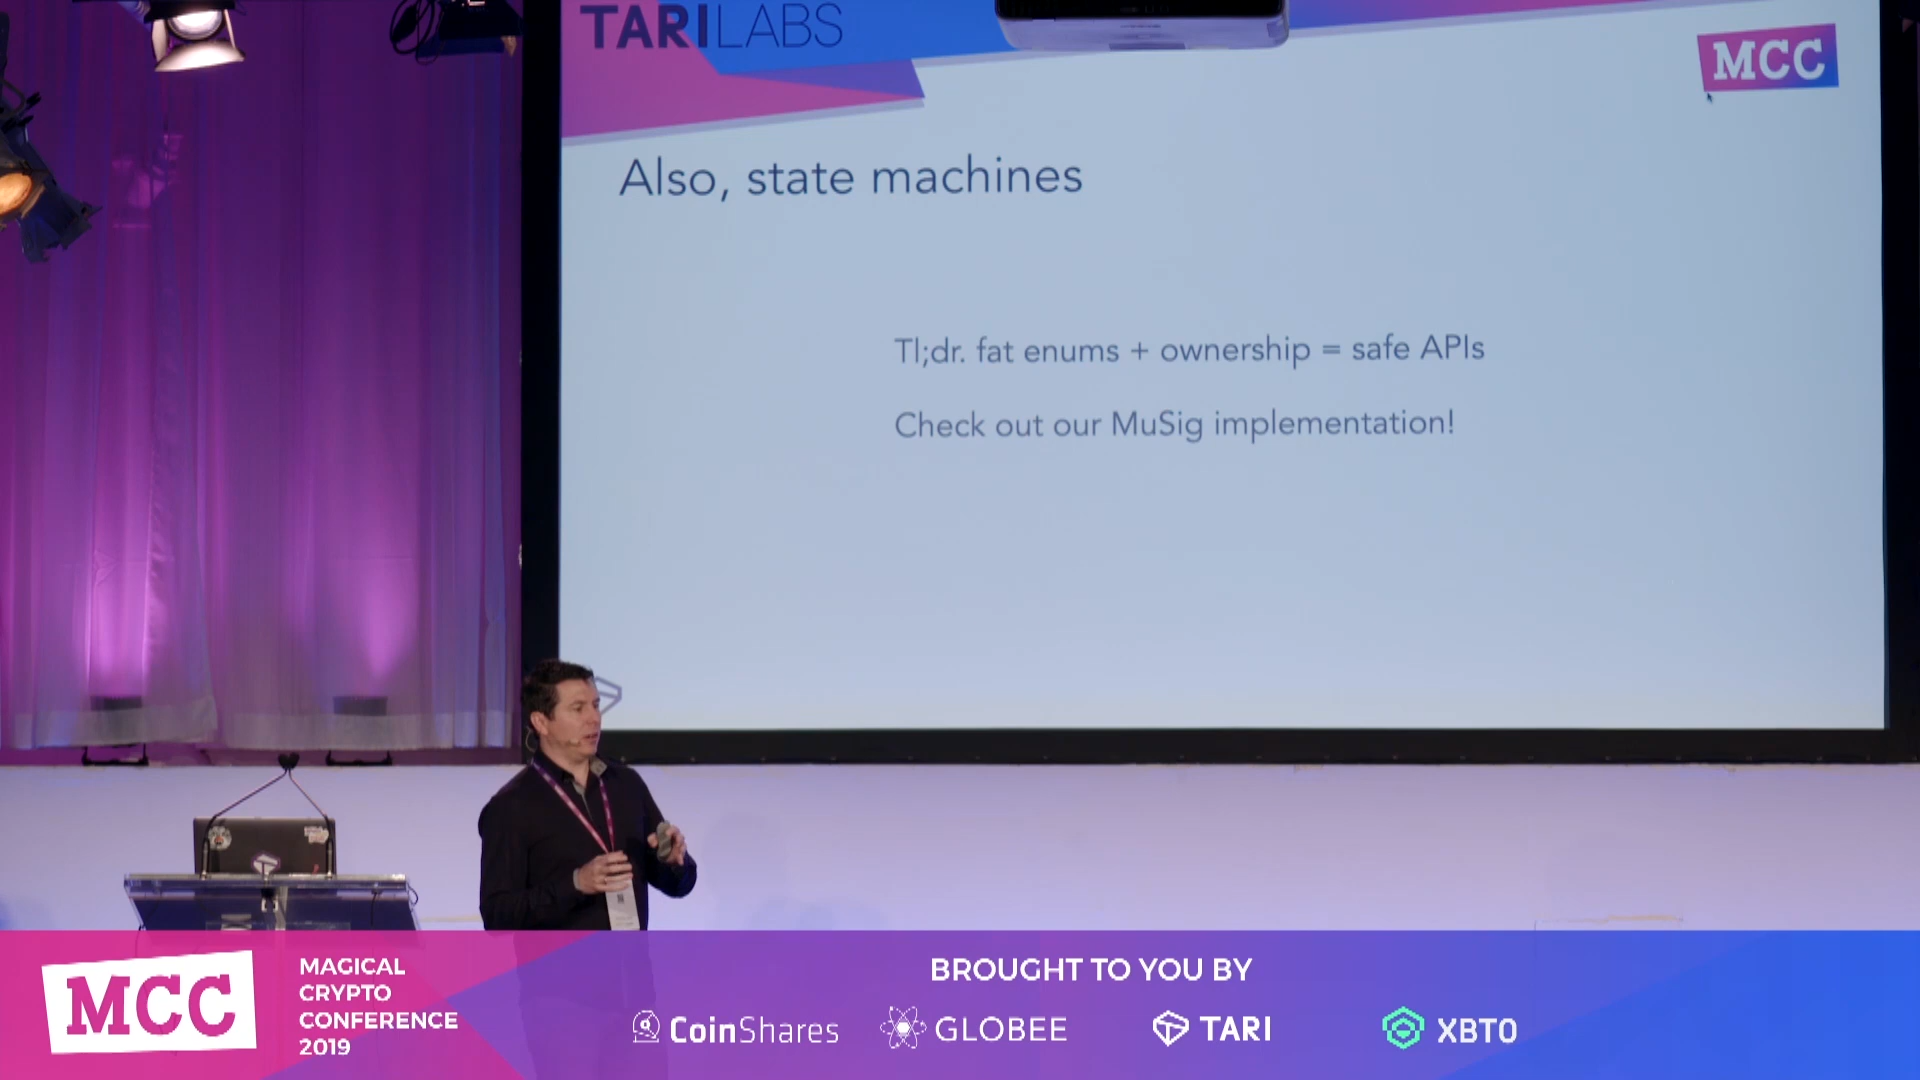 TARILABS
MCC
Also, state machines
Tl;dr. fat enums + ownership = safe APIs
Check out our MuSig implementation!
MCC
MAGICAL
CRYPTO
CONFERENCE
2019
BROUGHT TO YOU BY
CoinShares
GLOBEE
TARI
XBTO